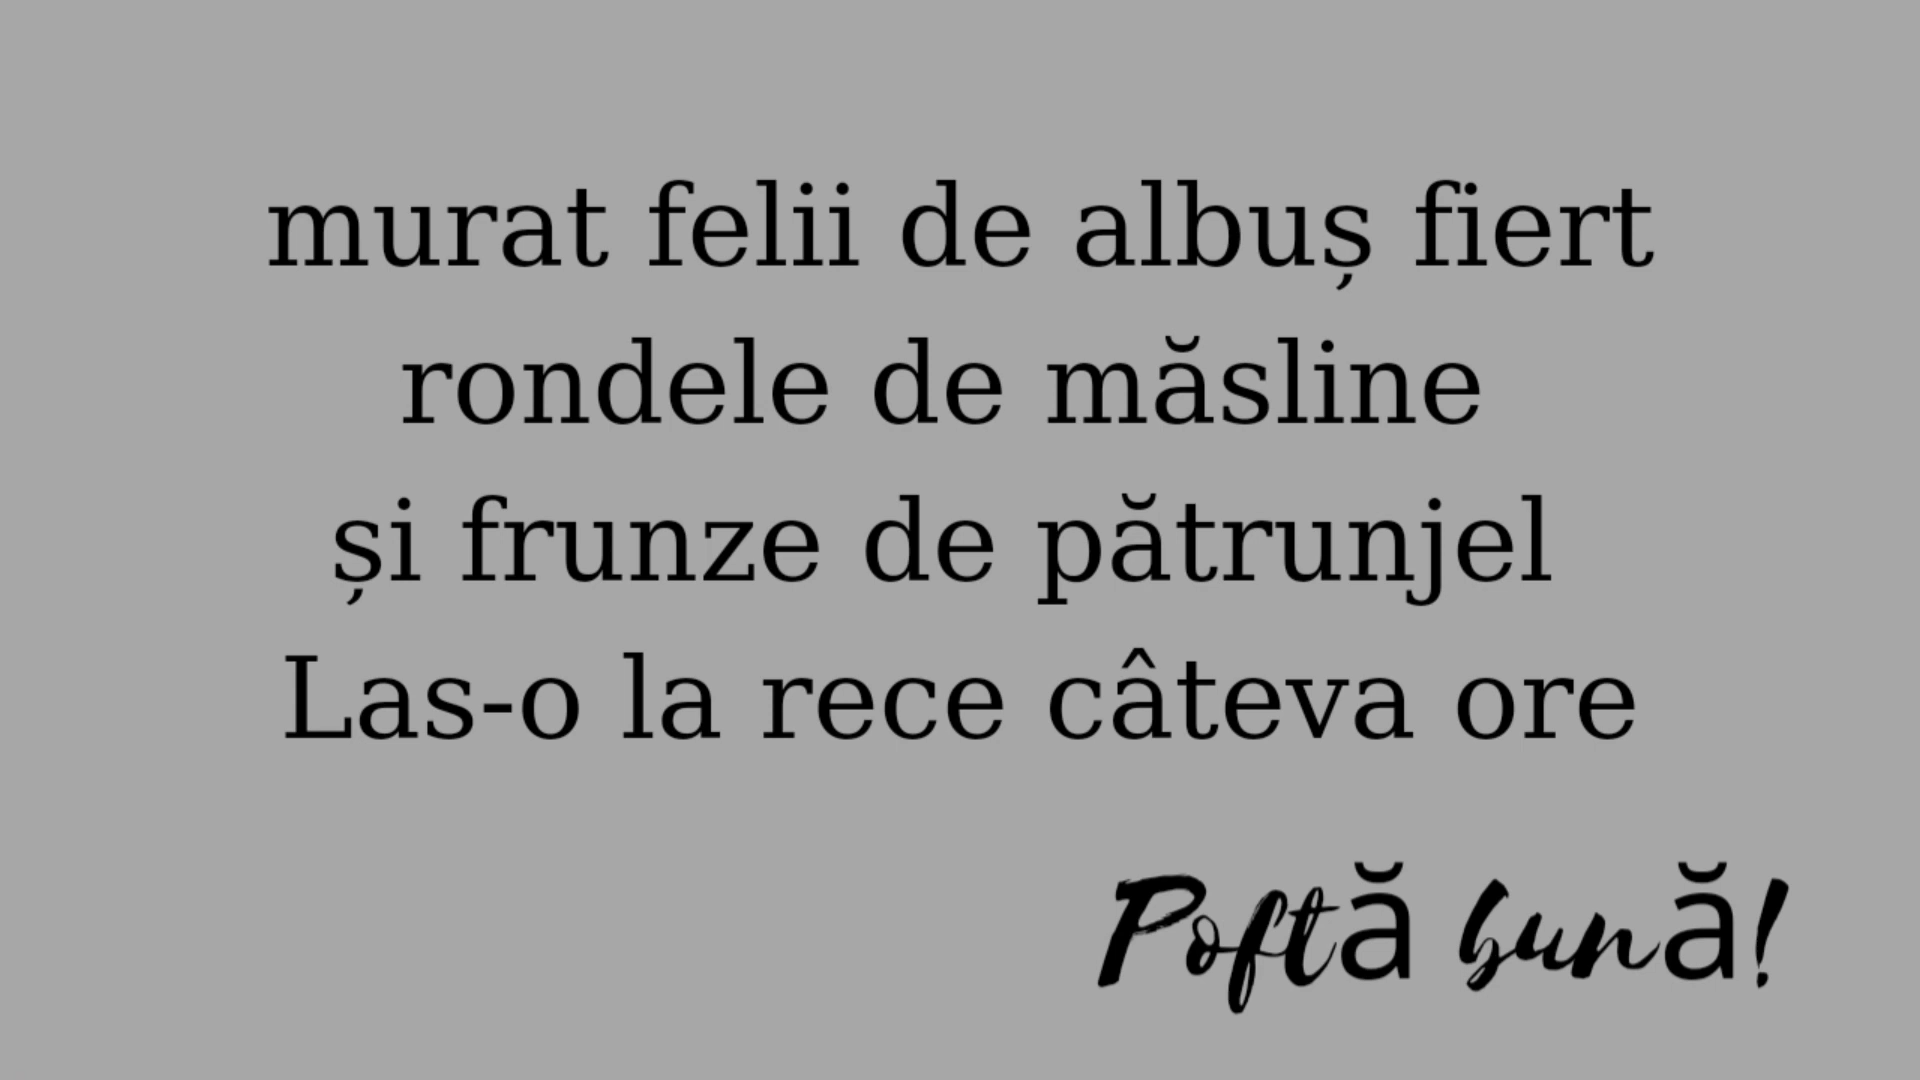 murat felii de albuș fiert
rondele de măsline
și frunze de pătrunjel
Las-o la rece câteva ore
Poftă bună!